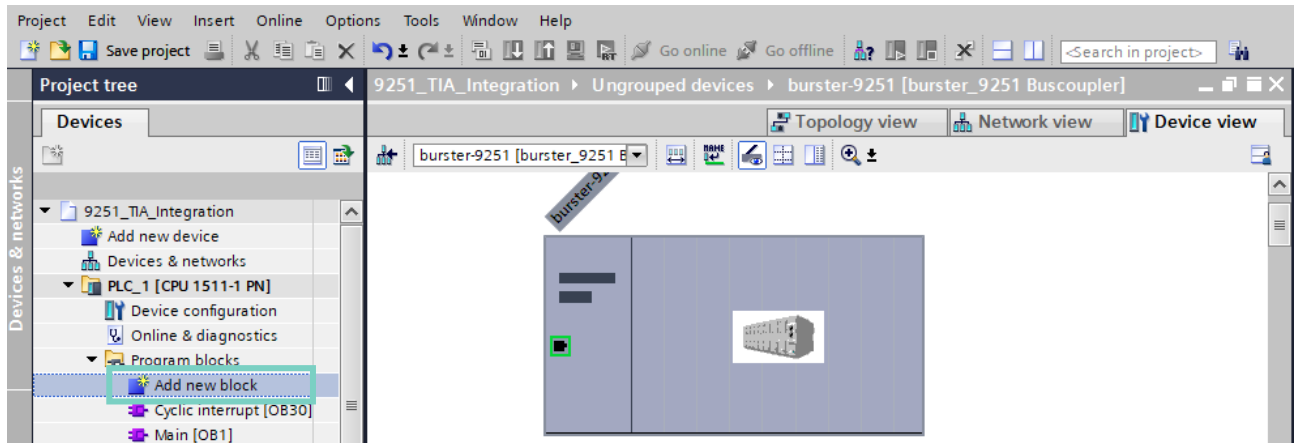 Project Edit View Insert Online Options Tools Window Help
Save project Go online Go offline <Search in project>
Project tree
9251_TIA_Integration Ungrouped devices burster-9251 [burster_9251 Buscoupler]
Devices
Topology view Network view Device view
burster-9251 [burster_9251 B
NAME
Devices & networks
burster-9
9251_TIA_Integration
Add new device
Devices & networks
PLC_1 [CPU 1511-1 PN]
Device configuration
Online & diagnostics
Program blocks
Add new block
Cyclic interrupt [OB30]
Main [OB1]